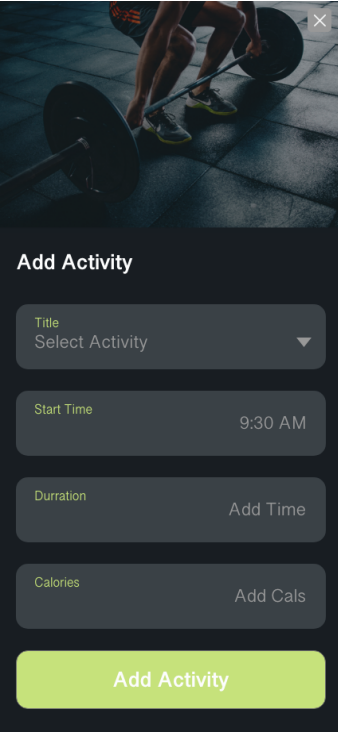 Add Activity
Title
Select Activity
Start Time
9:30 AM
Durration
Add Time
Calories
Add Cals
Add Activity